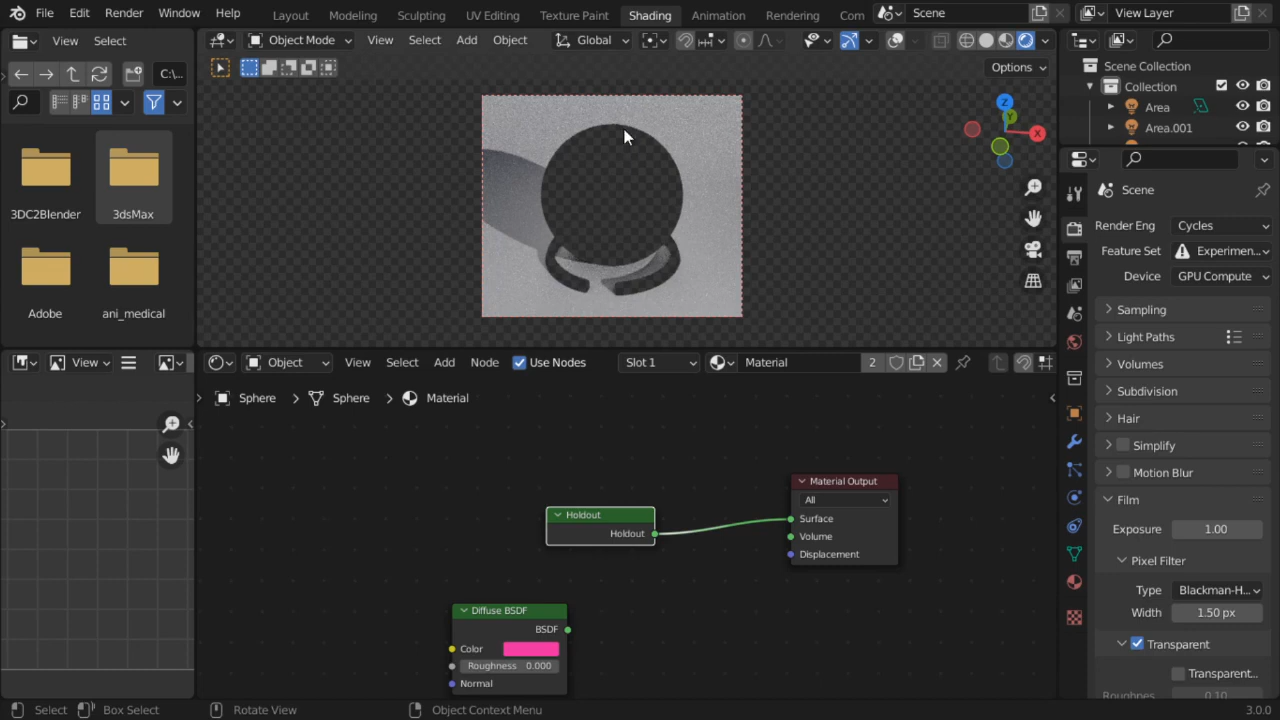 File Edit Render Window Help Layout Modeling Sculpting UV Editing Texture Paint Shading Animation Rendering Com Scene View Layer
View Select Object Mode View Select Add Object Global
C:\... Options
Scene Collection
Collection
Area
Area.001
Z
Y
X
3DC2Blender 3dsMax
Adobe ani_medical
Scene
Render Eng Cycles
Feature Set Experimen...
Device GPU Compute
Sampling
Light Paths
Volumes
Subdivision
Hair
Simplify
Motion Blur
Film
Exposure 1.00
Pixel Filter
Type Blackman-H...
Width 1.50 px
Transparent
Transparent...
Roughnes 0.10
View Object View Select Add Node Use Nodes Slot 1 Material 2
Sphere > Sphere > Material
Material Output
All
Surface
Volume
Displacement
Holdout
Holdout
Diffuse BSDF
BSDF
Color
Roughness 0.000
Normal
Select Box Select Rotate View Object Context Menu 3.0.0